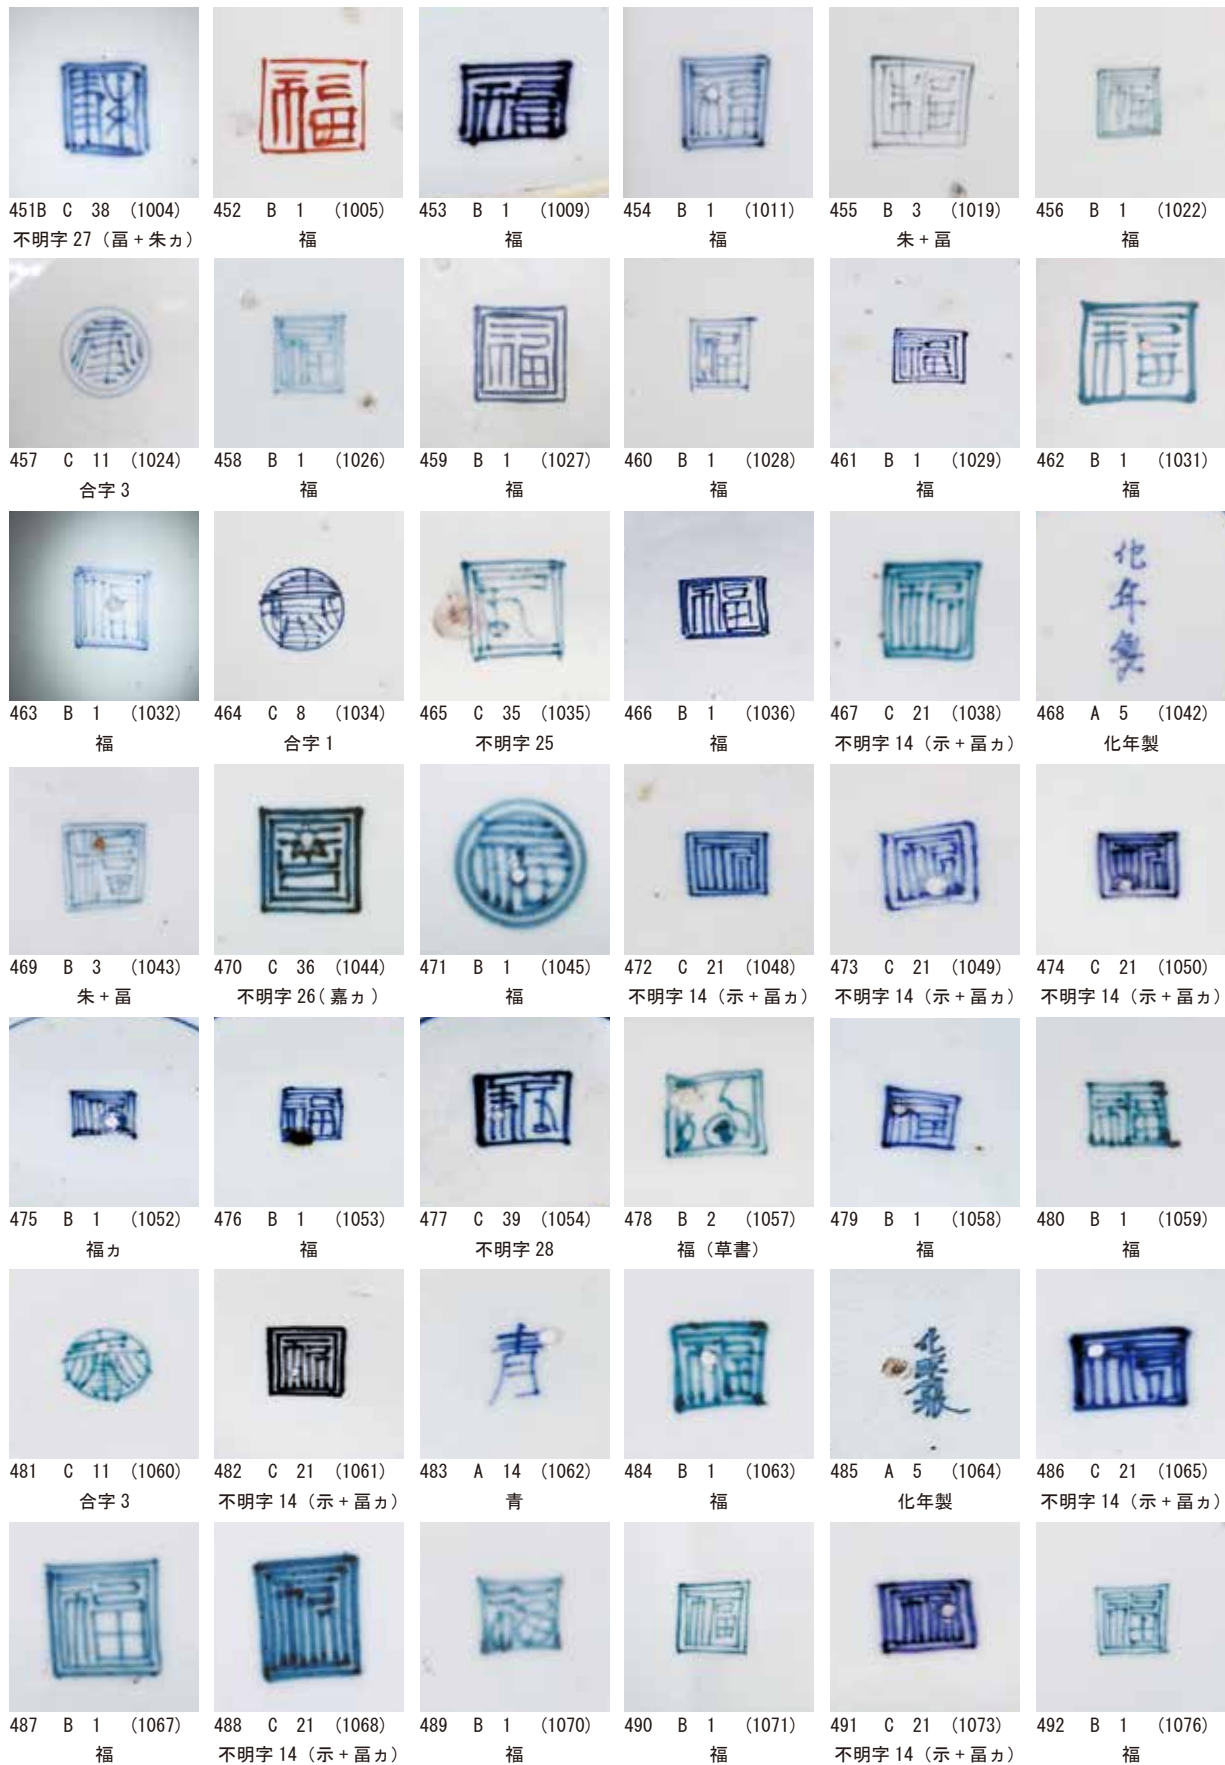 451B C 38 (1004) 452 B 1 (1005) 453 B 1 (1009) 454 B 1 (1011) 455 B 3 (1019) 456 B 1 (1022)
不明字 27（畐 + 朱ヵ） 福 福 福 朱 + 畐 福
457 C 11 (1024) 458 B 1 (1026) 459 B 1 (1027) 460 B 1 (1028) 461 B 1 (1029) 462 B 1 (1031)
合字 3 福 福 福 福 福
化
年
製
463 B 1 (1032) 464 C 8 (1034) 465 C 35 (1035) 466 B 1 (1036) 467 C 21 (1038) 468 A 5 (1042)
福 合字 1 不明字 25 福 不明字 14（示 + 畐ヵ） 化年製
469 B 3 (1043) 470 C 36 (1044) 471 B 1 (1045) 472 C 21 (1048) 473 C 21 (1049) 474 C 21 (1050)
朱 + 畐 不明字 26( 嘉ヵ ) 福 不明字 14（示 + 畐ヵ） 不明字 14（示 + 畐ヵ） 不明字 14（示 + 畐ヵ）
475 B 1 (1052) 476 B 1 (1053) 477 C 39 (1054) 478 B 2 (1057) 479 B 1 (1058) 480 B 1 (1059)
福ヵ 福 不明字 28 福（草書） 福 福
青
481 C 11 (1060) 482 C 21 (1061) 483 A 14 (1062) 484 B 1 (1063) 485 A 5 (1064) 486 C 21 (1065)
合字 3 不明字 14（示 + 畐ヵ） 青 福 化年製 不明字 14（示 + 畐ヵ）
487 B 1 (1067) 488 C 21 (1068) 489 B 1 (1070) 490 B 1 (1071) 491 C 21 (1073) 492 B 1 (1076)
福 不明字 14（示 + 畐ヵ） 福 福 不明字 14（示 + 畐ヵ） 福